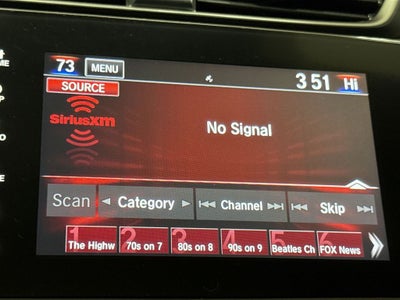 ME
73 MENU 3 51 Hi
SOURCE
P
SiriusXM
No Signal
O
E
Scan Category Channel Skip
1 2 3 4 5 6
The Highw 70s on 7 80s on 8 90s on 9 Beatles Ch FOX News